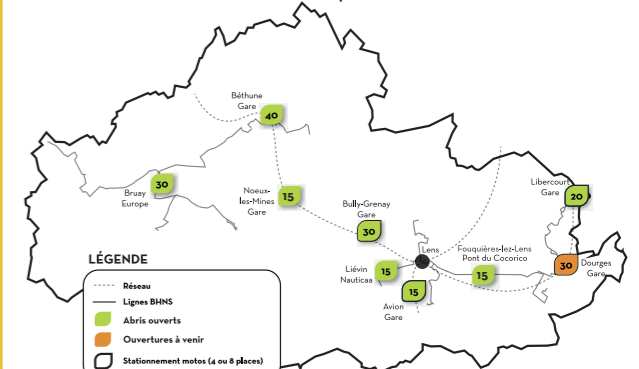 Béthune
Gare
40
30
Bruay
Europe
Noeux-
les-Mines
Gare
15
Bully-Grenay
Gare
30
Libercourt
Gare
20
Lens
Fouquières-lez-Lens
Pont du Cocorico
15
Liévin
Nauticaa
15
Avion
Gare
15
30
Dourges
Gare
LÉGENDE
Réseau
Lignes BHNS
Abris ouverts
Ouvertures à venir
Stationnement motos (4 ou 8 places)